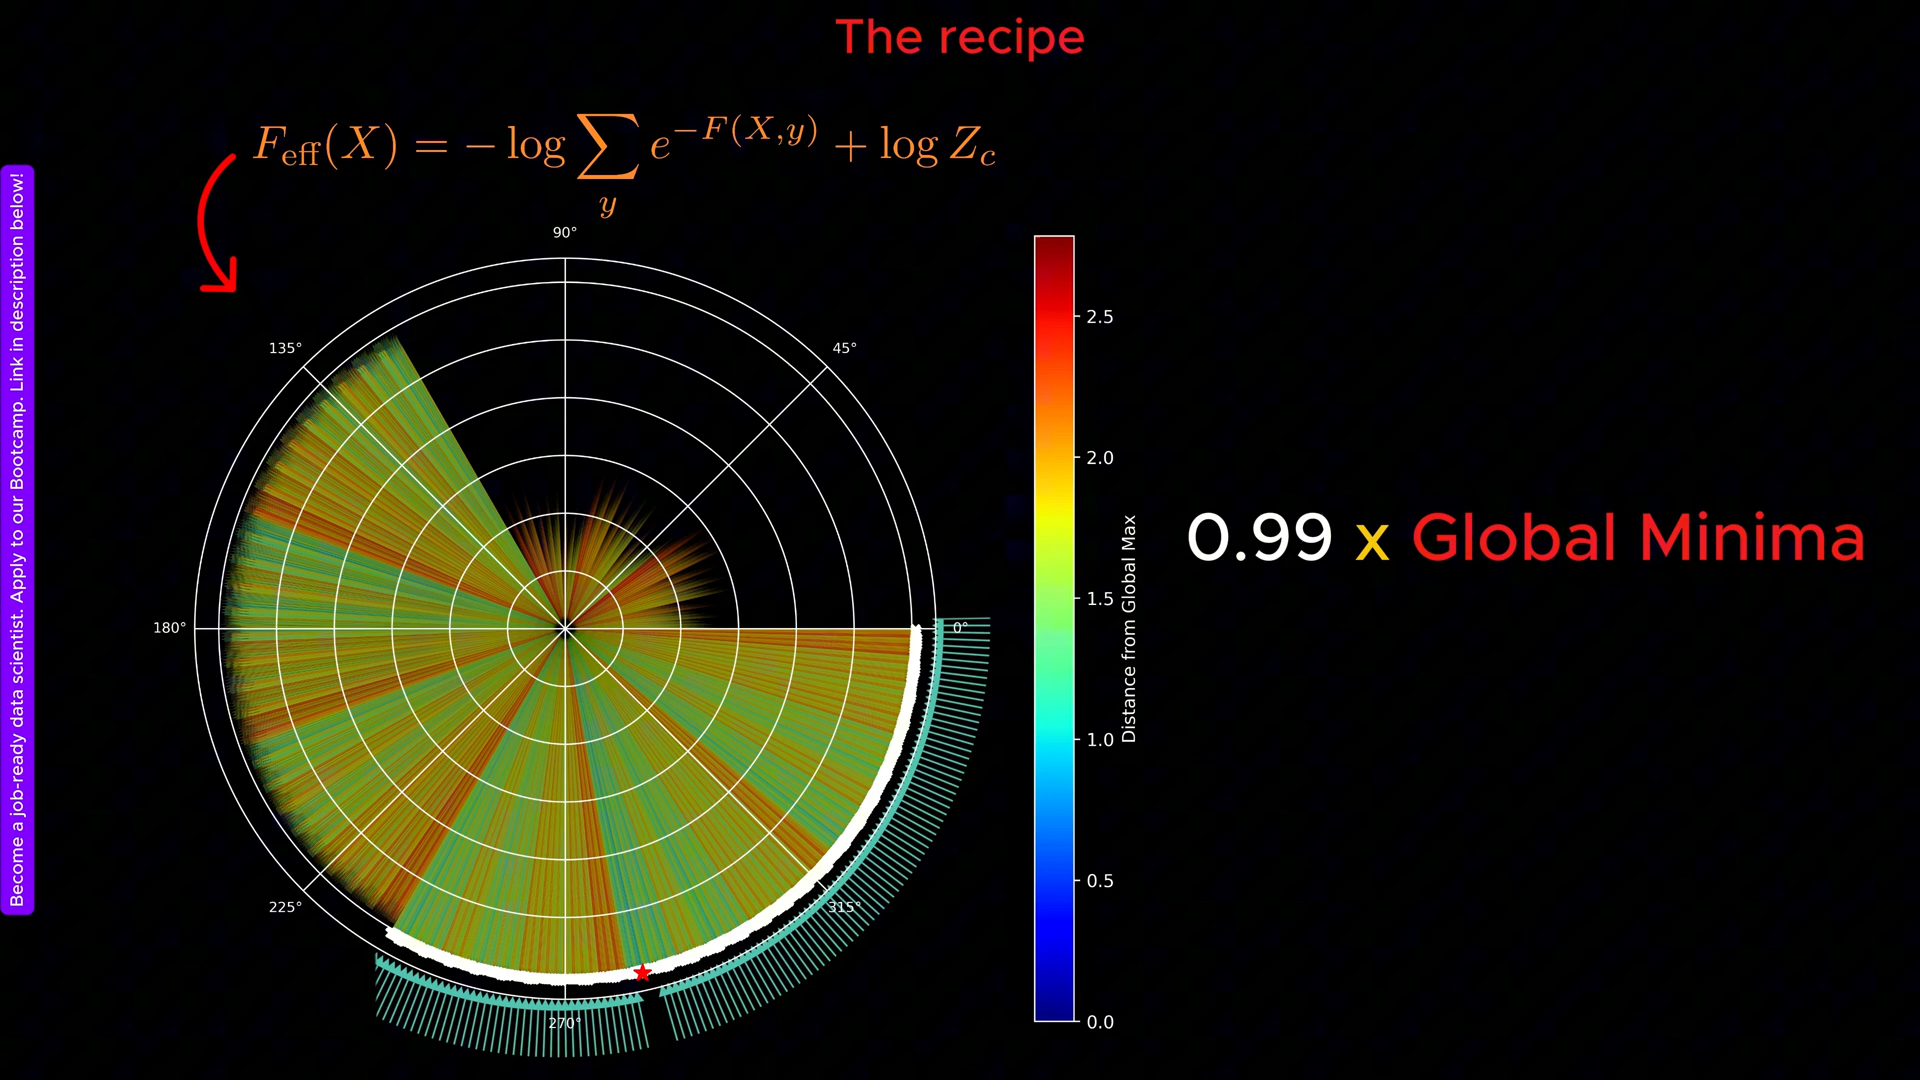 The recipe
F_eff(X) = − log ∑_y e^{−F(X,y)} + log Z_c
Become a job-ready data scientist. Apply to our Bootcamp. Link in description below!
90°
135°
45°
180°
0°
225°
315°
270°
2.5
2.0
1.5
1.0
0.5
0.0
Distance from Global Max
0.99 x Global Minima